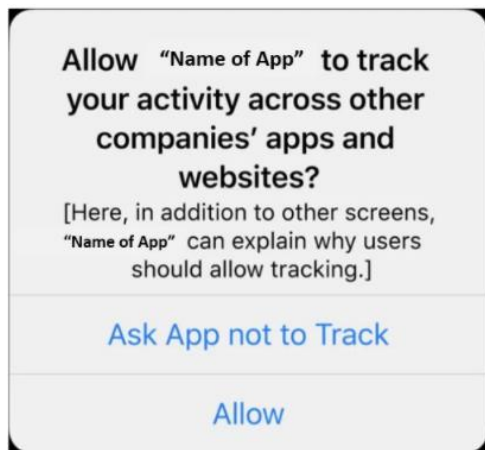 Allow “Name of App” to track
your activity across other
companies’ apps and
websites?
[Here, in addition to other screens,
“Name of App” can explain why users
should allow tracking.]
Ask App not to Track
Allow